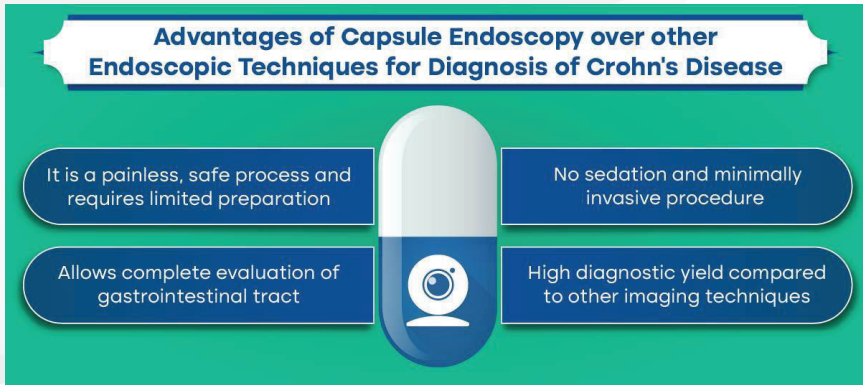 Advantages of Capsule Endoscopy over other
Endoscopic Techniques for Diagnosis of Crohn's Disease
It is a painless, safe process and
requires limited preparation
No sedation and minimally
invasive procedure
Allows complete evaluation of
gastrointestinal tract
High diagnostic yield compared
to other imaging techniques